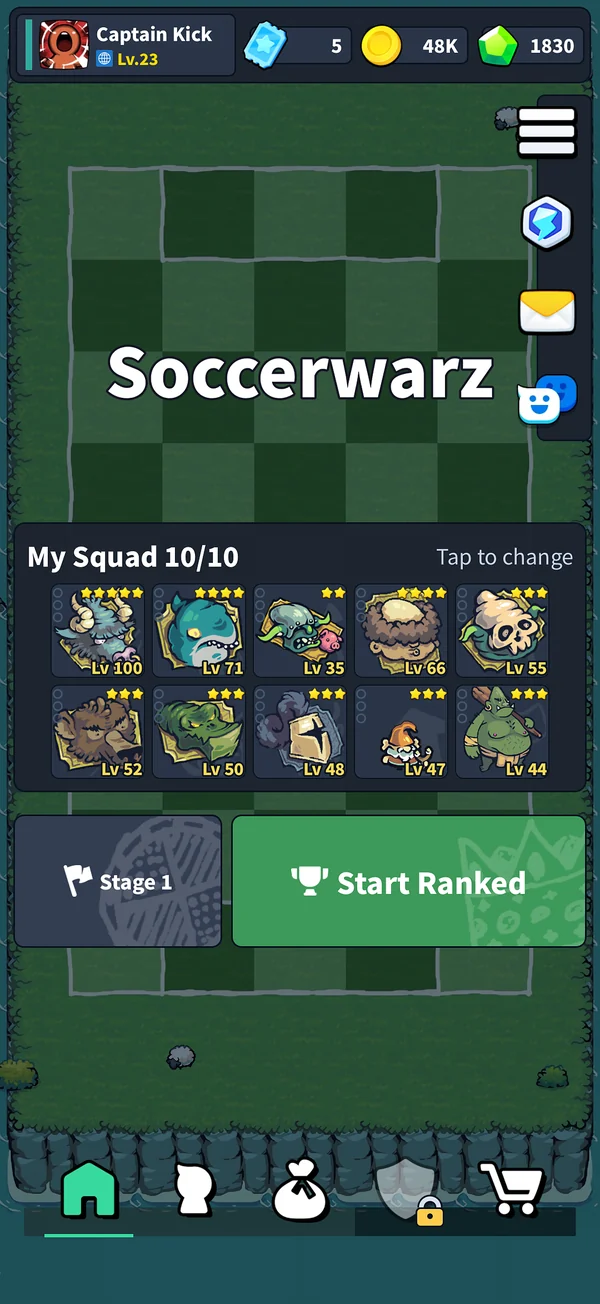 Captain Kick
Lv.23
5
48K
1830
Soccerwarz
My Squad 10/10
Tap to change
Lv 100
Lv 71
Lv 35
Lv 66
Lv 55
Lv 52
Lv 50
Lv 48
Lv 47
Lv 44
Stage 1
Start Ranked